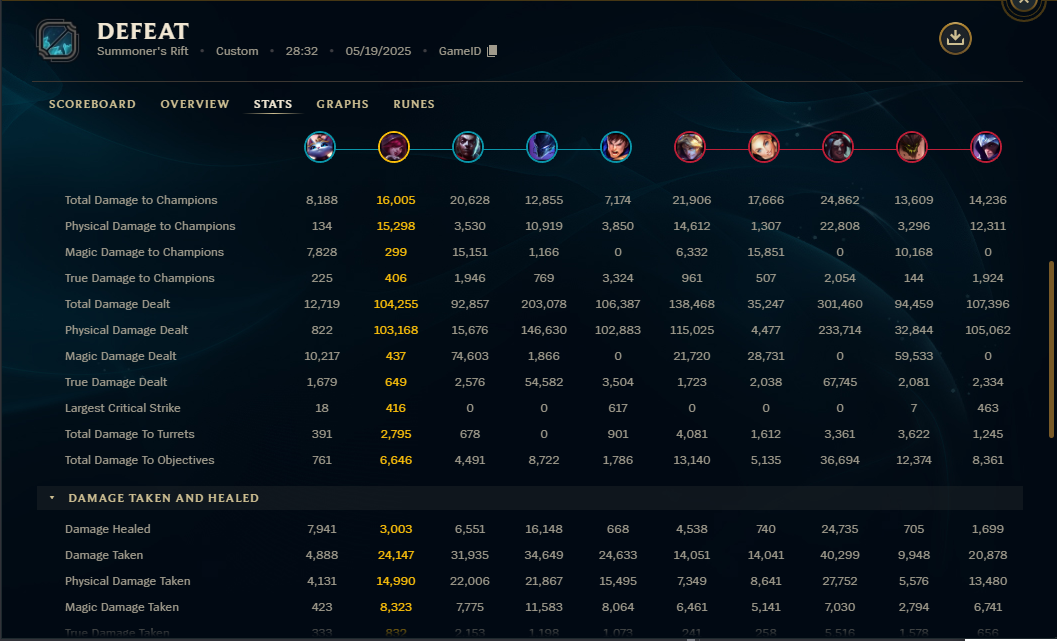 DEFEAT
Summoner's Rift • Custom • 28:32 • 05/19/2025 • GameID
SCOREBOARD OVERVIEW STATS GRAPHS RUNES
Total Damage to Champions 8,188 16,005 20,628 12,855 7,174 21,906 17,666 24,862 13,609 14,236
Physical Damage to Champions 134 15,298 3,530 10,919 3,850 14,612 1,307 22,808 3,296 12,311
Magic Damage to Champions 7,828 299 15,151 1,166 0 6,332 15,851 0 10,168 0
True Damage to Champions 225 406 1,946 769 3,324 961 507 2,054 144 1,924
Total Damage Dealt 12,719 104,255 92,857 203,078 106,387 138,468 35,247 301,460 94,459 107,396
Physical Damage Dealt 822 103,168 15,676 146,630 102,883 115,025 4,477 233,714 32,844 105,062
Magic Damage Dealt 10,217 437 74,603 1,866 0 21,720 28,731 0 59,533 0
True Damage Dealt 1,679 649 2,576 54,582 3,504 1,723 2,038 67,745 2,081 2,334
Largest Critical Strike 18 416 0 0 617 0 0 0 7 463
Total Damage To Turrets 391 2,795 678 0 901 4,081 1,612 3,361 3,622 1,245
Total Damage To Objectives 761 6,646 4,491 8,722 1,786 13,140 5,135 36,694 12,374 8,361
DAMAGE TAKEN AND HEALED
Damage Healed 7,941 3,003 6,551 16,148 668 4,538 740 24,735 705 1,699
Damage Taken 4,888 24,147 31,935 34,649 24,633 14,051 14,041 40,299 9,948 20,878
Physical Damage Taken 4,131 14,990 22,006 21,867 15,495 7,349 8,641 27,752 5,576 13,480
Magic Damage Taken 423 8,323 7,775 11,583 8,064 6,461 5,141 7,030 2,794 6,741
True Damage Taken 333 832 2,153 1,198 1,073 241 258 5,516 1,578 656